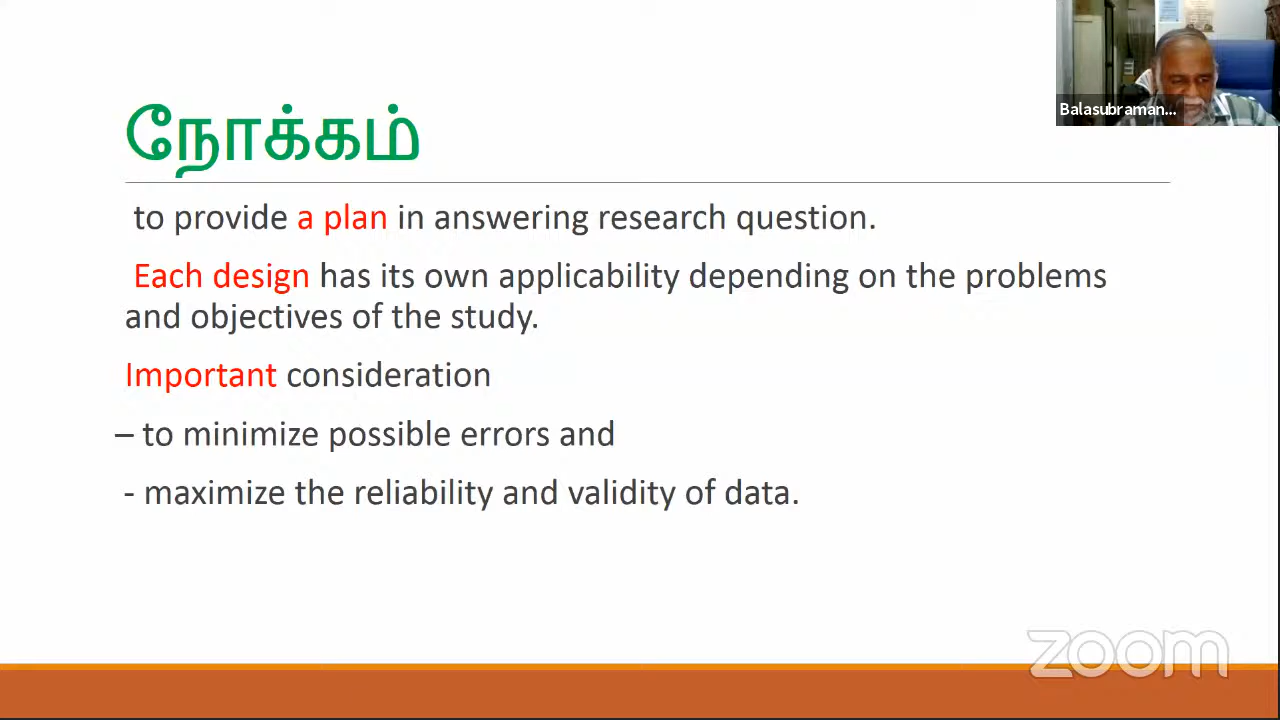 Balasubraman...
நோக்கம்
to provide a plan in answering research question.
Each design has its own applicability depending on the problems
and objectives of the study.
Important consideration
– to minimize possible errors and
- maximize the reliability and validity of data.
zoom